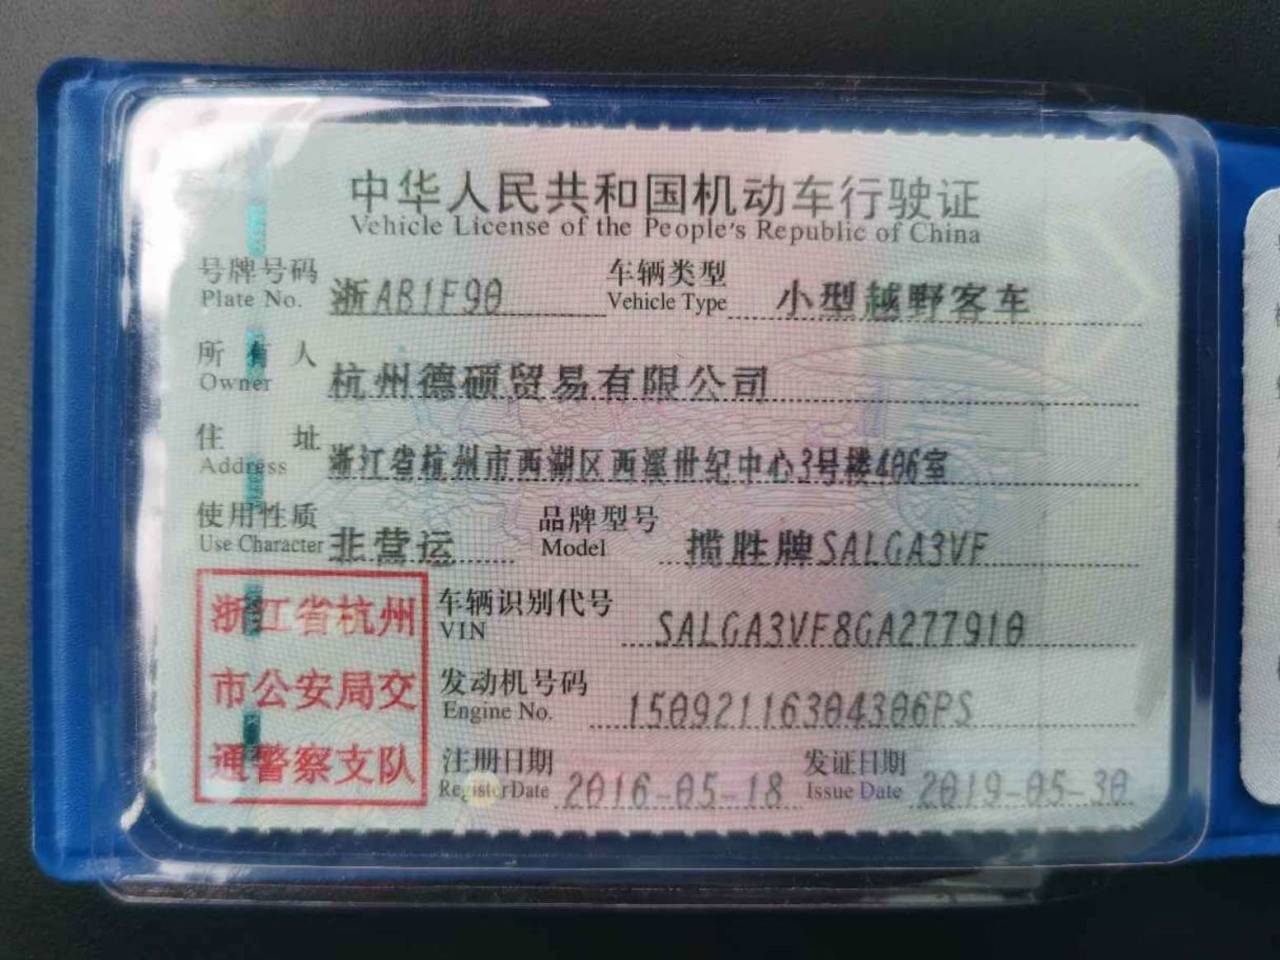 中华人民共和国机动车行驶证
Vehicle License of the People's Republic of China
号牌号码 浙AB1F90 车辆类型 小型越野客车
Plate No. Vehicle Type
所有人 杭州德硕贸易有限公司
Owner
住址 浙江省杭州市西湖区西溪世纪中心3号楼406室
Address
使用性质 非营运 品牌型号 揽胜牌SALGA3VF
Use Character Model
浙江省杭州 车辆识别代号 SALGA3VF8GA277910
VIN
市公安局交 发动机号码 15092116304306PS
Engine No.
通警察支队 注册日期 2016-05-18 发证日期 2019-05-30
Register Date Issue Date